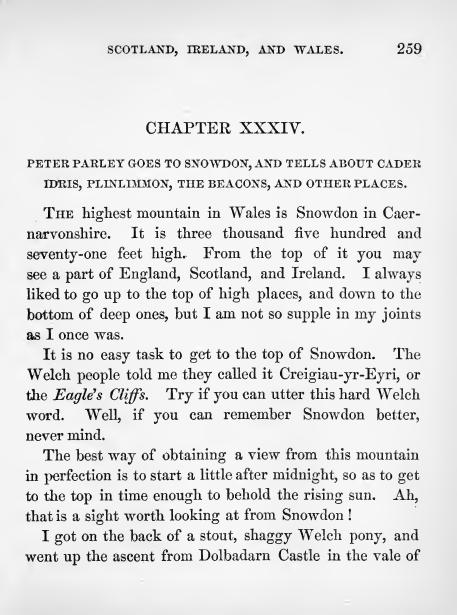 SCOTLAND, IRELAND, AND WALES. 259
CHAPTER XXXIV.
PETER PARLEY GOES TO SNOWDON, AND TELLS ABOUT CADER
IDRIS, PLINLIMMON, THE BEACONS, AND OTHER PLACES.
THE highest mountain in Wales is Snowdon in Caer-
narvonshire. It is three thousand five hundred and
seventy-one feet high. From the top of it you may
see a part of England, Scotland, and Ireland. I always
liked to go up to the top of high places, and down to the
bottom of deep ones, but I am not so supple in my joints
as I once was.
It is no easy task to get to the top of Snowdon. The
Welch people told me they called it Creigiau-yr-Eyri, or
the Eagle's Cliffs. Try if you can utter this hard Welch
word. Well, if you can remember Snowdon better,
never mind.
The best way of obtaining a view from this mountain
in perfection is to start a little after midnight, so as to get
to the top in time enough to behold the rising sun. Ah,
that is a sight worth looking at from Snowdon !
I got on the back of a stout, shaggy Welch pony, and
went up the ascent from Dolbadarn Castle in the vale of